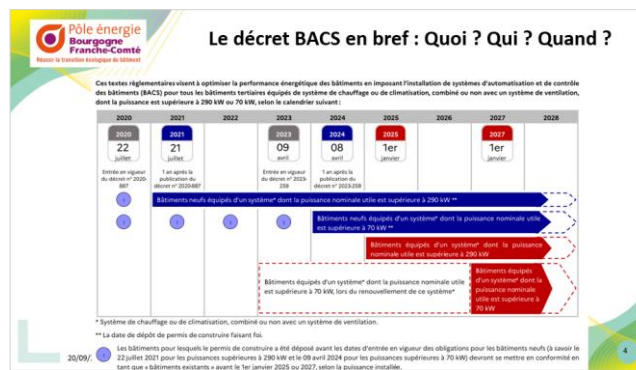 Pôle énergie
Bourgogne
Franche-Comté
Réussir la transition écologique du bâtiment
Le décret BACS en bref : Quoi ? Qui ? Quand ?
Ces textes réglementaires visent à optimiser la performance énergétique des bâtiments en imposant l'installation de systèmes d'automatisation et de contrôle
des bâtiments (BACS) pour tous les bâtiments tertiaires équipés de système de chauffage ou de climatisation, combiné ou non avec un système de ventilation,
dont la puissance est supérieure à 290 kW ou 70 kW, selon le calendrier suivant :
2020 2021 2022 2023 2024 2025 2026 2027 2028
2020 2021 2023 2024 2025 2027
22 21 09 08 1er 1er
juillet juillet avril avril janvier janvier
Entrée en vigueur 1 an après la Entrée en vigueur 1 an après la
du décret n° 2020- publication du du décret n° 2023- publication du
887 décret n° 2020-887 259 décret n° 2023-259
Bâtiments neufs équipés d'un système* dont la puissance nominale utile est supérieure à 290 kW **
Bâtiments neufs équipés d'un système* dont la puissance nominale utile
est supérieure à 70 kW **
Bâtiments équipés d'un système* dont la puissance
nominale utile est supérieure à 290 kW
Bâtiments équipés d'un système* dont la puissance nominale utile
est supérieure à 70 kW, lors du renouvellement de ce système*
Bâtiments équipés
d'un système* dont la
puissance nominale
utile est supérieure à
70 kW
* Système de chauffage ou de climatisation, combiné ou non avec un système de ventilation.
** La date de dépôt de permis de construire faisant foi.
Les bâtiments pour lesquels le permis de construire a été déposé avant les dates d'entrée en vigueur des obligations pour les bâtiments neufs (à savoir le
22 juillet 2021 pour les puissances supérieures à 290 kW et le 09 avril 2024 pour les puissances supérieures à 70 kW) devront se mettre en conformité en
tant que « bâtiments existants » avant le 1er janvier 2025 ou 2027, selon la puissance installée.
20/09/
4